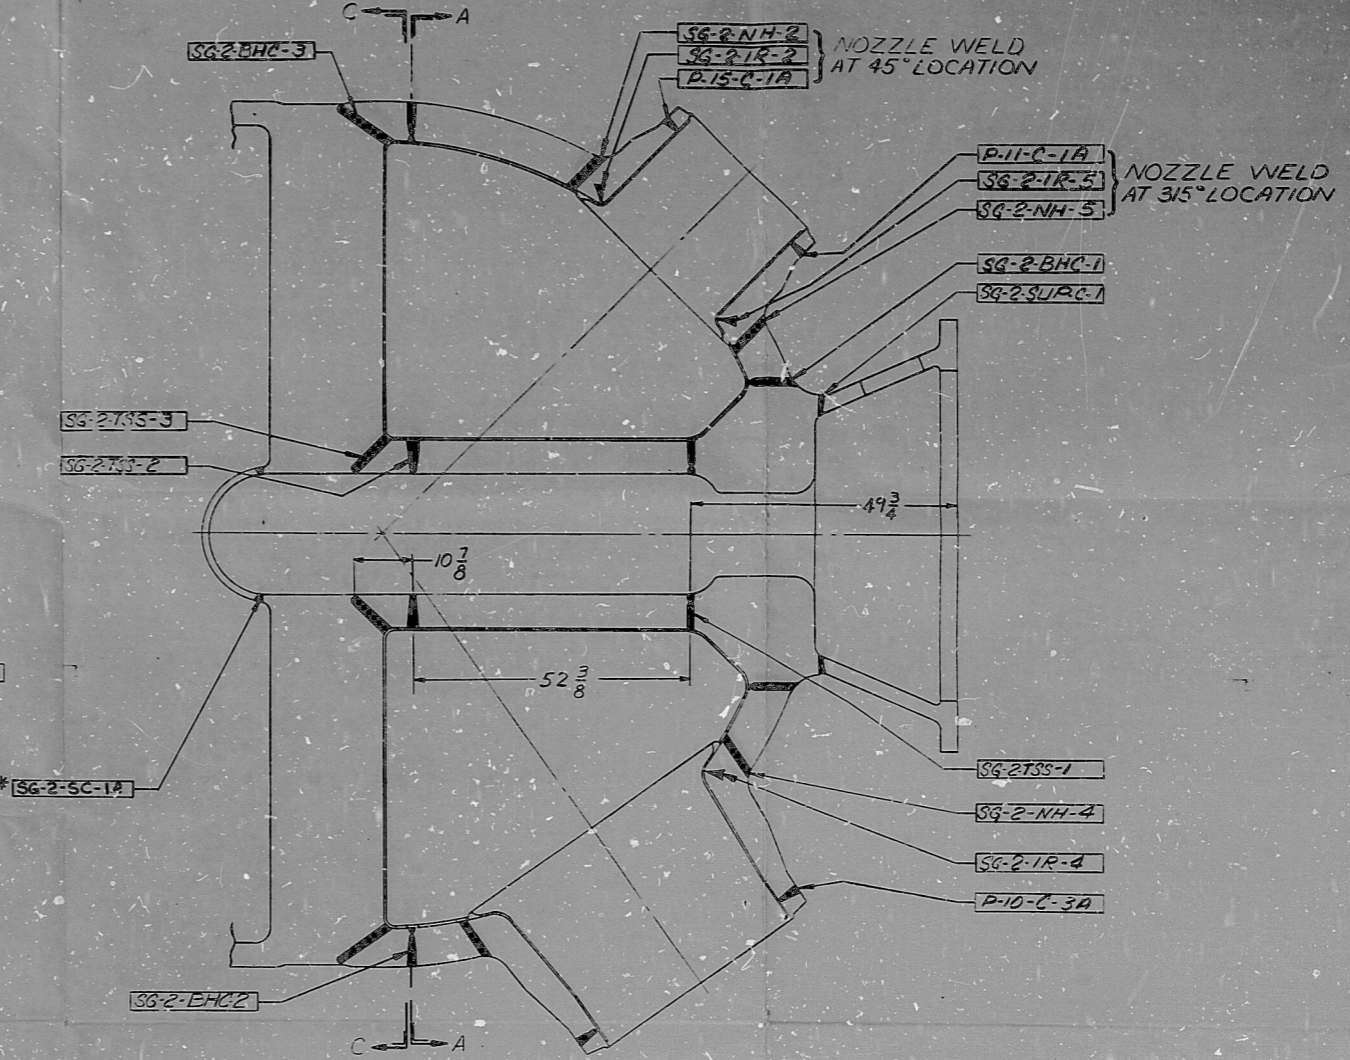 C A
SG-2-BHC-3
SG-2-NH-2
SG-2-IR-2
P-15-C-1A
NOZZLE WELD
AT 45° LOCATION
P-11-C-1A
SG-2-IR-5
SG-2-NH-5
NOZZLE WELD
AT 315° LOCATION
SG-2-BHC-1
SG-2-SUPC-1
SG-2-TSS-3
SG-2-TSS-2
49 3/4
10 7/8
52 3/8
* SG-2-SC-1A
SG-2TSS-1
SG-2-NH-4
SG-2-IR-4
P-10-C-3A
SG-2-BHC2
C A